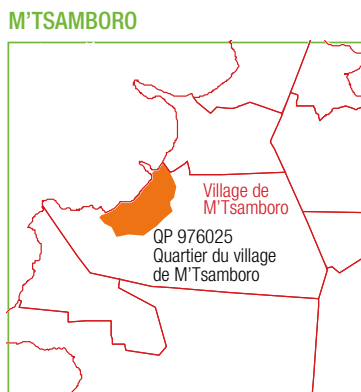 M'TSAMBORO
Village de
M'Tsamboro
QP 976025
Quartier du village
de M'Tsamboro